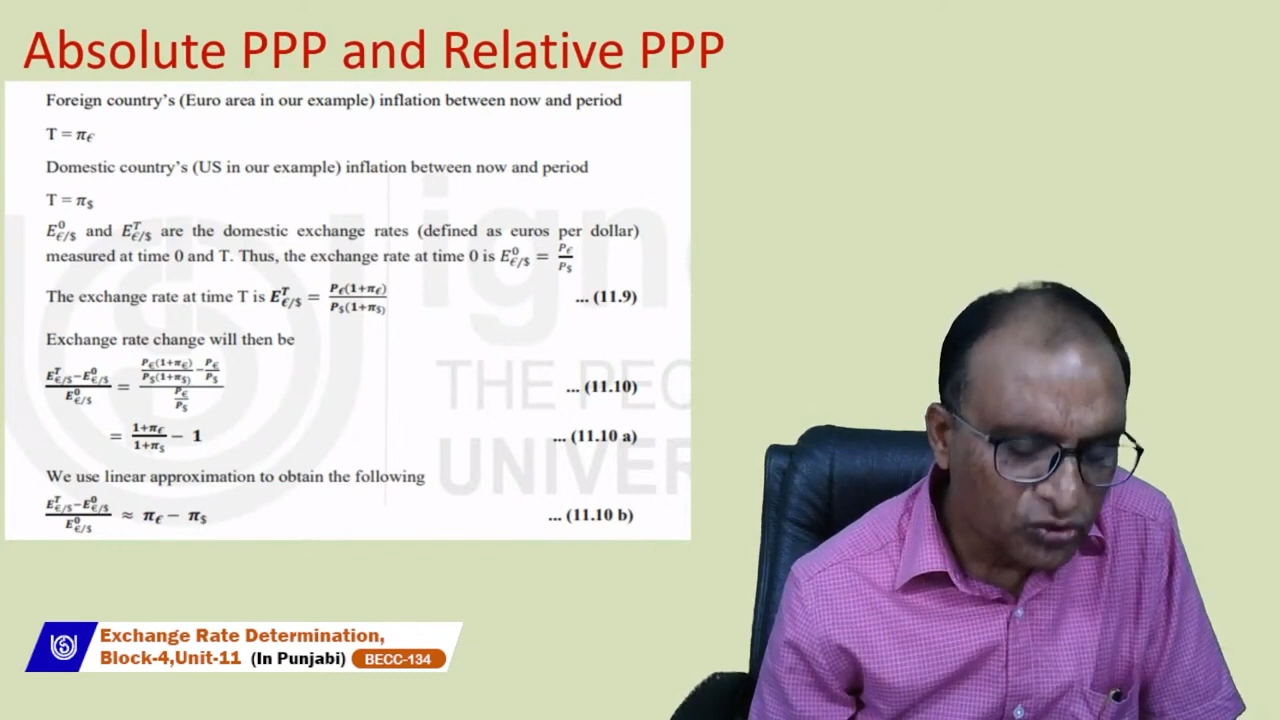 Absolute PPP and Relative PPP
Foreign country's (Euro area in our example) inflation between now and period
T = π€
Domestic country's (US in our example) inflation between now and period
T = π$
E⁰€/$ and Eᵀ€/$ are the domestic exchange rates (defined as euros per dollar)
measured at time 0 and T. Thus, the exchange rate at time 0 is E⁰€/$ = P€/P$
The exchange rate at time T is Eᵀ€/$ = P€(1+π€)/P$(1+π$) ... (11.9)
Exchange rate change will then be
(Eᵀ€/$−E⁰€/$)/E⁰€/$ = (P€(1+π€)/P$(1+π$) − P€/P$)/(P€/P$) ... (11.10)
= (1+π€)/(1+π$) − 1 ... (11.10 a)
We use linear approximation to obtain the following
(Eᵀ€/$−E⁰€/$)/E⁰€/$ ≈ π€ − π$ ... (11.10 b)
ign
THE PEO
UNIVER
Exchange Rate Determination,
Block-4,Unit-11 (In Punjabi) BECC-134